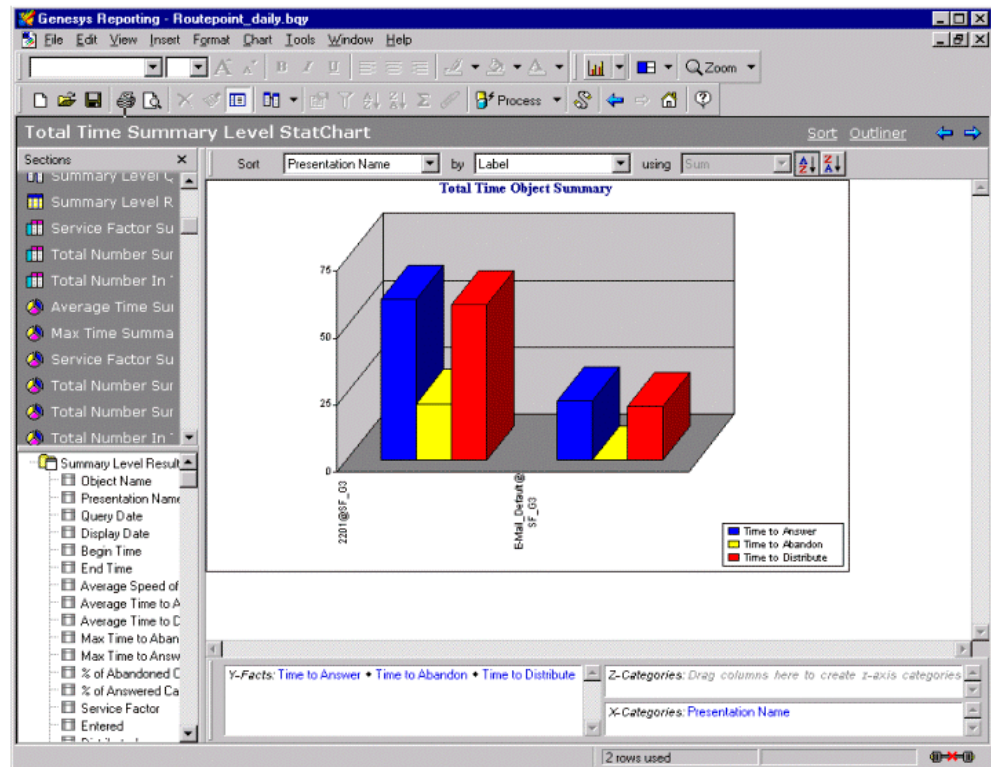 Genesys Reporting - Routepoint_daily.bqy
File Edit View Insert Format Chart Tools Window Help
Zoom
Process
Total Time Summary Level StatChart
Sort Outliner
Sections
Sort Presentation Name by Label using Sum
Summary Level Q
Summary Level R
Service Factor Su
Total Number Sur
Total Number In
Average Time Su
Max Time Summa
Service Factor Su
Total Number Sur
Total Number Sur
Total Number In
Summary Level Result
Object Name
Presentation Name
Query Date
Display Date
Begin Time
End Time
Average Speed of
Average Time to A
Average Time to D
Max Time to Aban
Max Time to Answ
% of Abandoned C
% of Answered Ca
Service Factor
Entered
Total Time Object Summary
75
50
25
0
2201@SF_G3
E-Mail_Default@
SF_G3
Time to Answer
Time to Abandon
Time to Distribute
Y-Facts: Time to Answer • Time to Abandon • Time to Distribute
Z-Categories: Drag columns here to create z-axis categories
X-Categories: Presentation Name
2 rows used